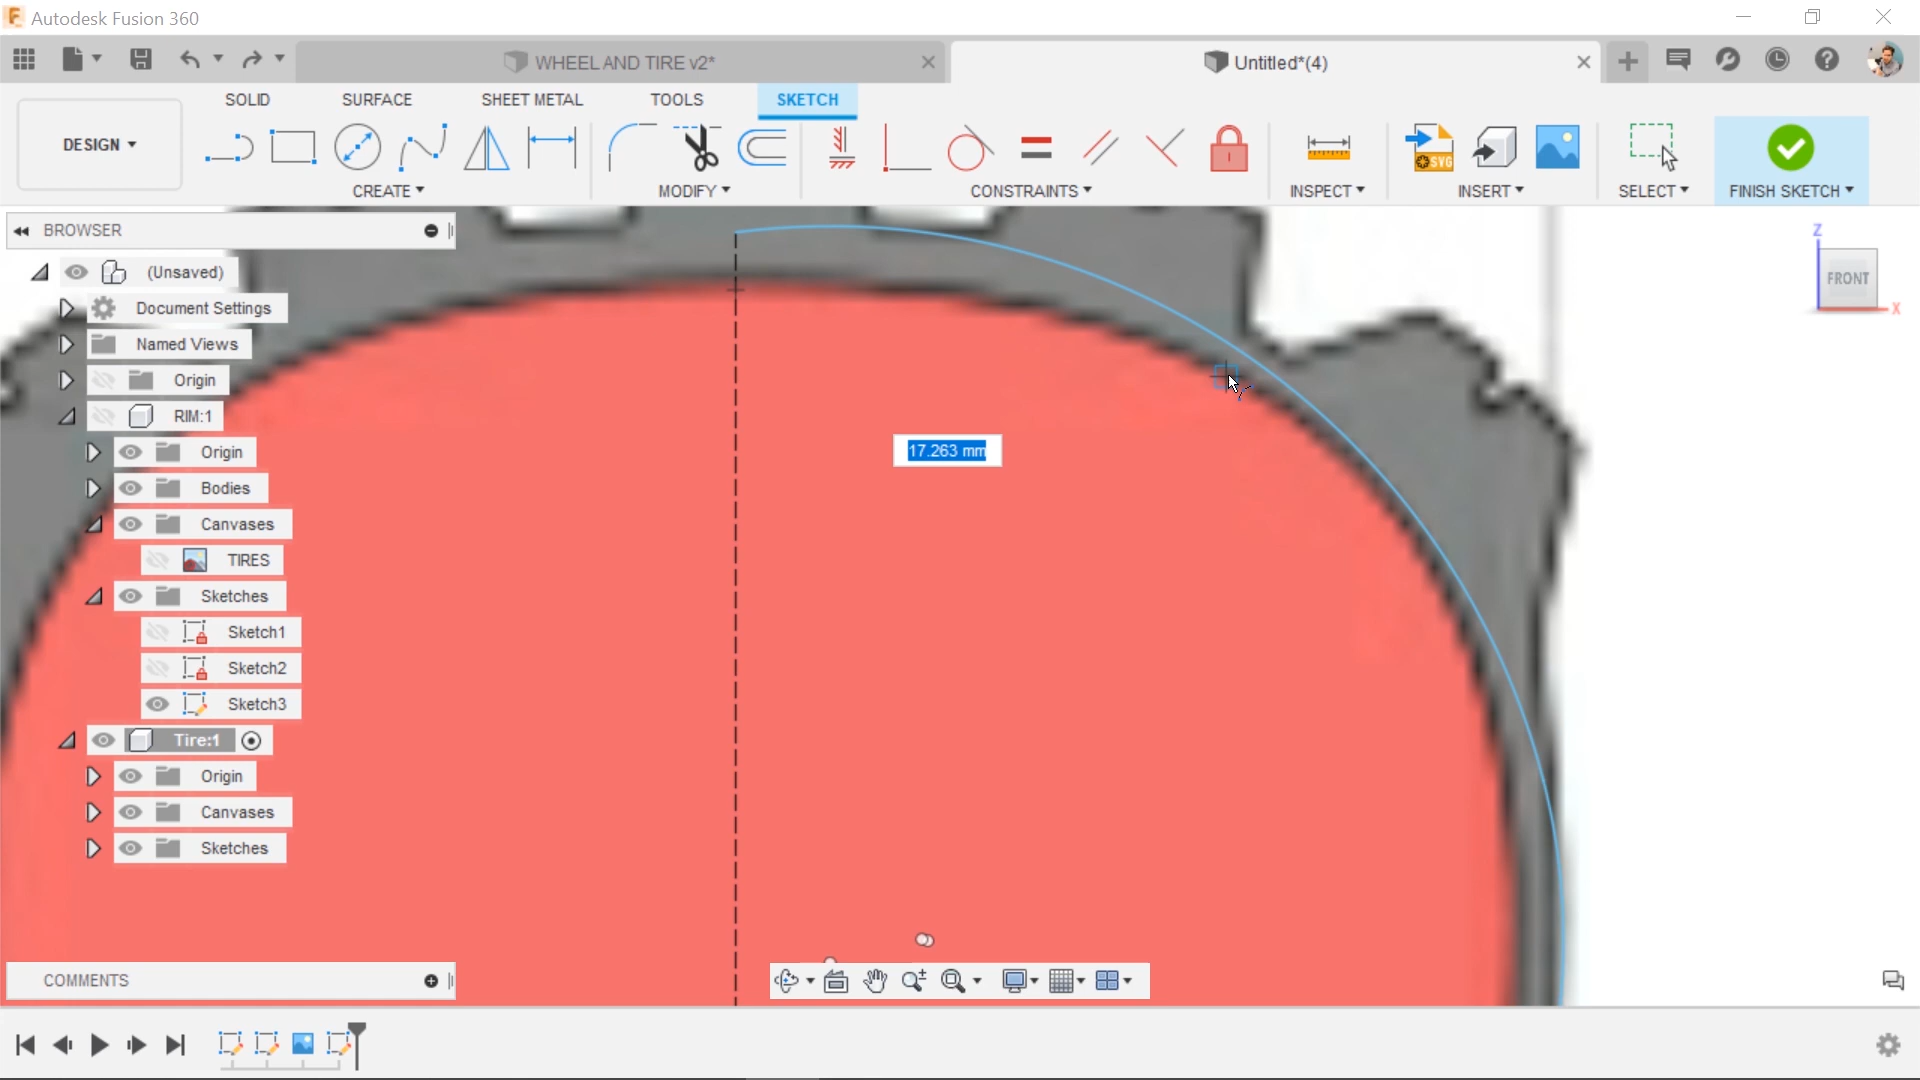 Autodesk Fusion 360
WHEEL AND TIRE v2*
Untitled*(4)
SOLID
SURFACE
SHEET METAL
TOOLS
SKETCH
DESIGN
SVG
CREATE
MODIFY
CONSTRAINTS
INSPECT
INSERT
SELECT
FINISH SKETCH
BROWSER
(Unsaved)
Document Settings
Named Views
Origin
RIM:1
Origin
Bodies
Canvases
TIRES
Sketches
Sketch1
Sketch2
Sketch3
Tire:1
Origin
Canvases
Sketches
17.263 mm
Z
FRONT
X
COMMENTS